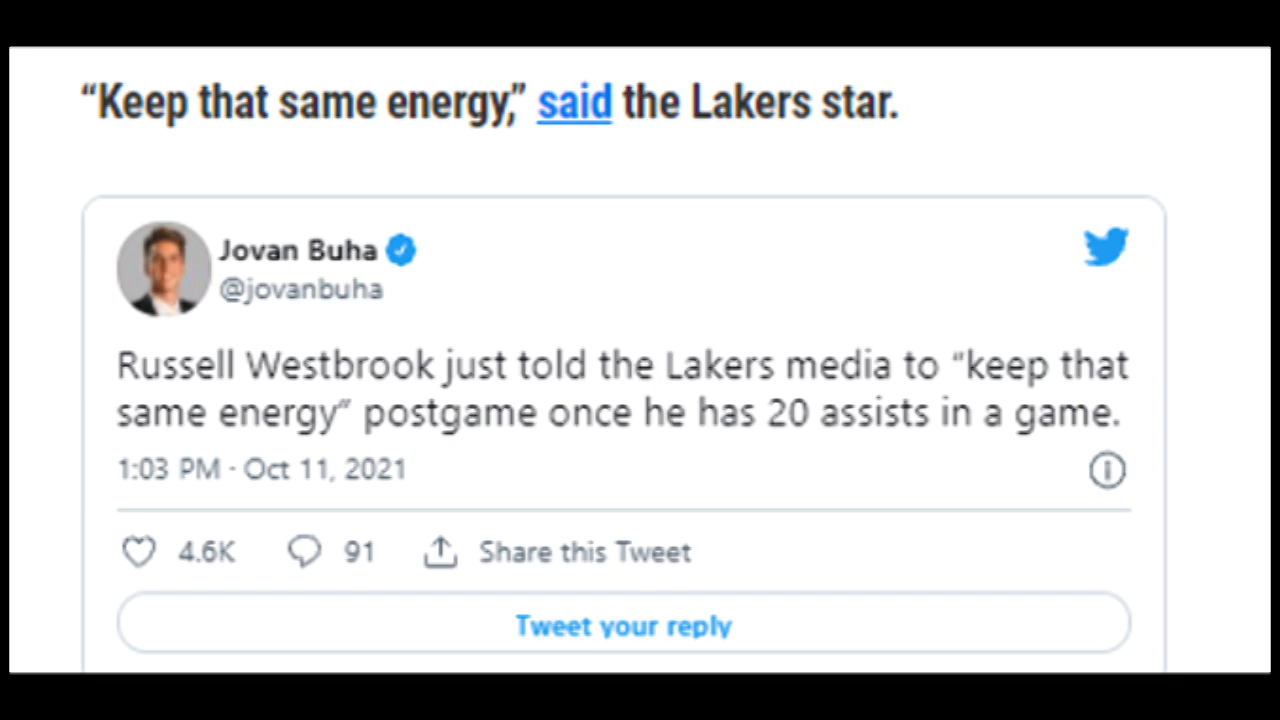 “Keep that same energy,” said the Lakers star.
Jovan Buha
@jovanbuha
Russell Westbrook just told the Lakers media to “keep that
same energy” postgame once he has 20 assists in a game.
1:03 PM · Oct 11, 2021
4.6K 91 Share this Tweet
Tweet your reply